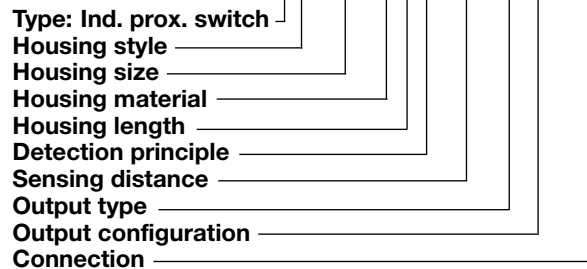 Type: Ind. prox. switch
Housing style
Housing size
Housing material
Housing length
Detection principle
Sensing distance
Output type
Output configuration
Connection